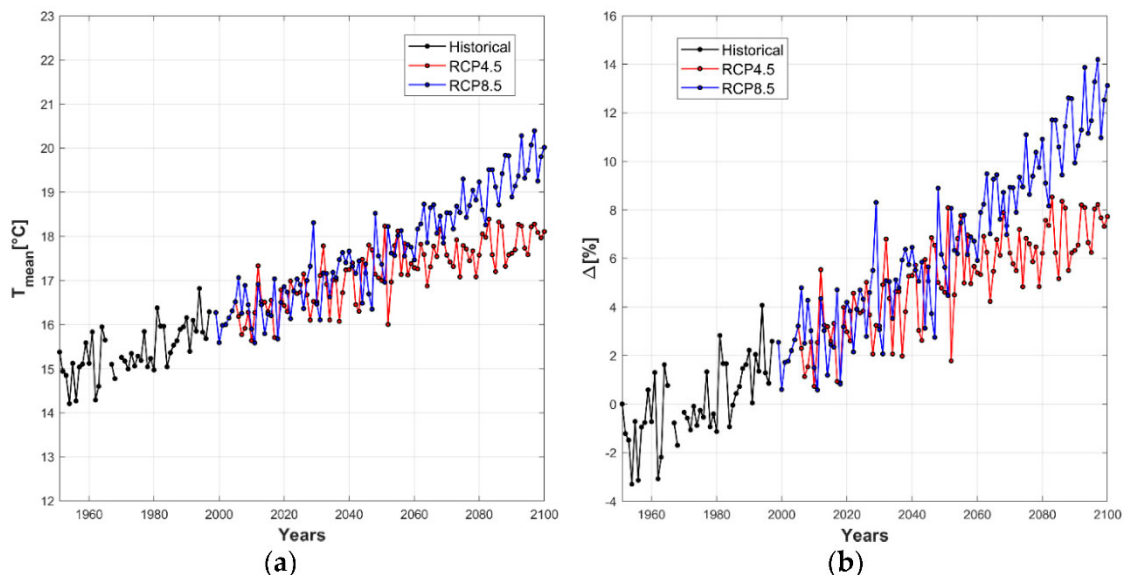 23
22
21
20
19
18
17
16
15
14
13
12
T_mean[°C]
Historical
RCP4.5
RCP8.5
1960 1980 2000 2020 2040 2060 2080 2100
Years
(a)
16
14
12
10
8
6
4
2
0
-2
-4
Δ[%]
Historical
RCP4.5
RCP8.5
1960 1980 2000 2020 2040 2060 2080 2100
Years
(b)